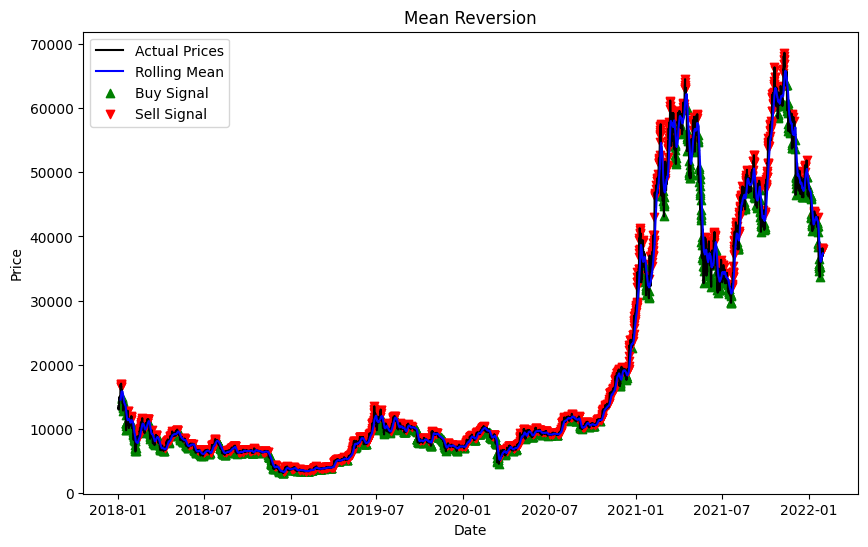 Mean Reversion
Actual Prices
Rolling Mean
Buy Signal
Sell Signal
Price
70000
60000
50000
40000
30000
20000
10000
0
2018-01 2018-07 2019-01 2019-07 2020-01 2020-07 2021-01 2021-07 2022-01
Date